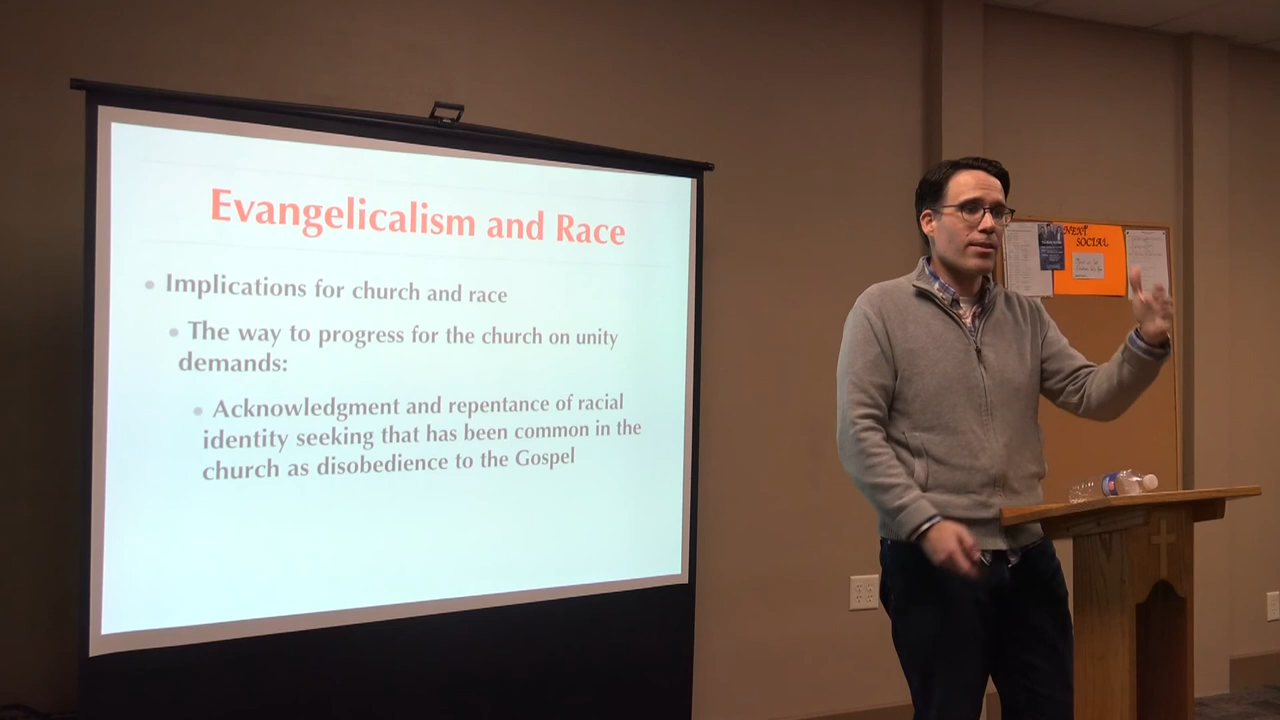 Evangelicalism and Race
Implications for church and race
The way to progress for the church on unity
demands:
Acknowledgment and repentance of racial
identity seeking that has been common in the
church as disobedience to the Gospel
NEXT
SOCIAL